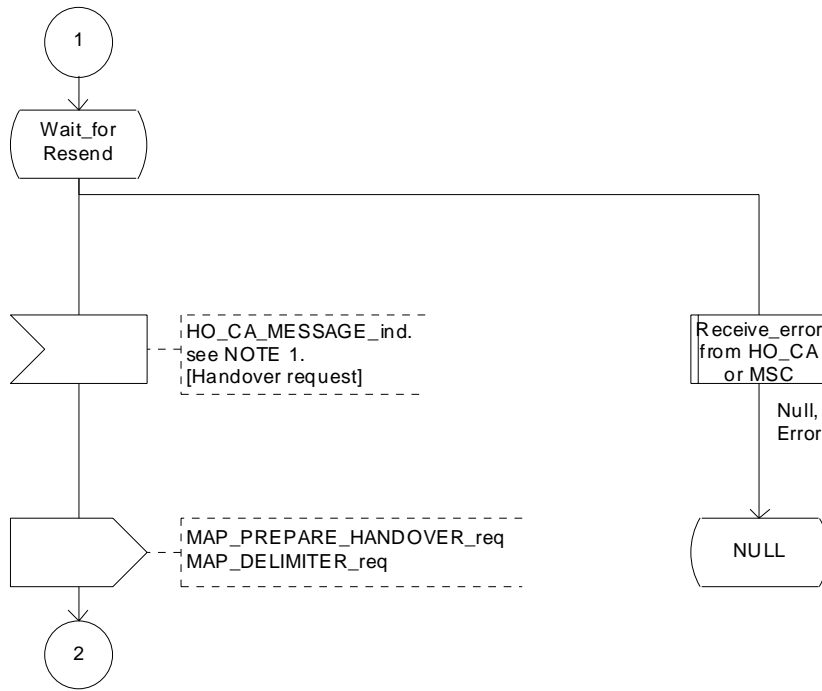 1
Wait_for
Resend
HO_CA_MESSAGE_ind.
see NOTE 1.
[Handover request]
Receive_error
from HO_CA
or MSC
Null,
Error
MAP_PREPARE_HANDOVER_req
MAP_DELIMITER_req
NULL
2